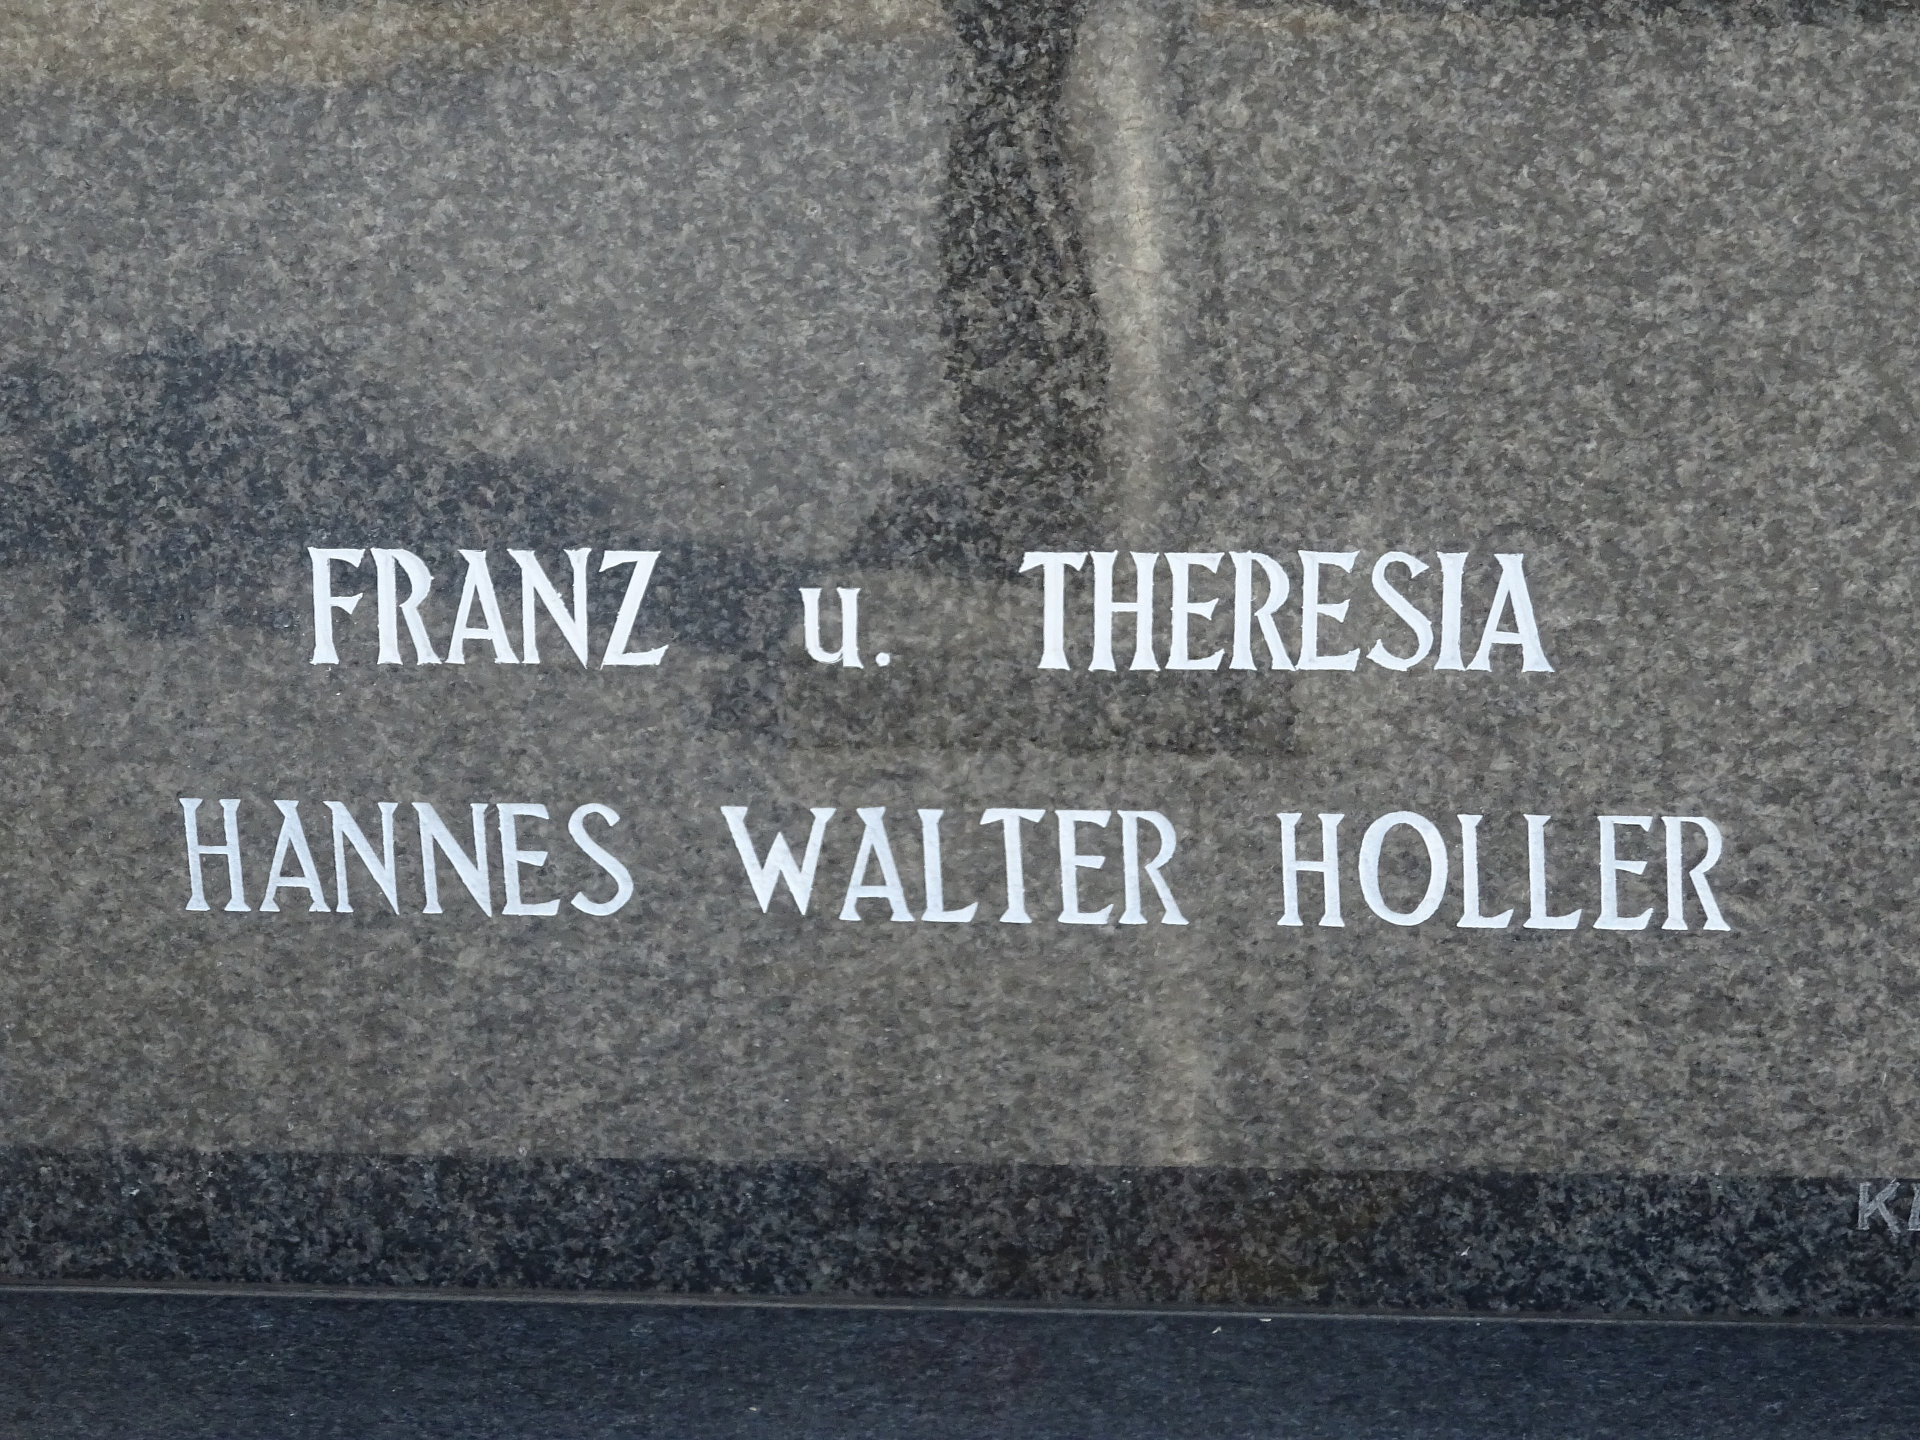 FRANZ u. THERESIA
HANNES WALTER HOLLER